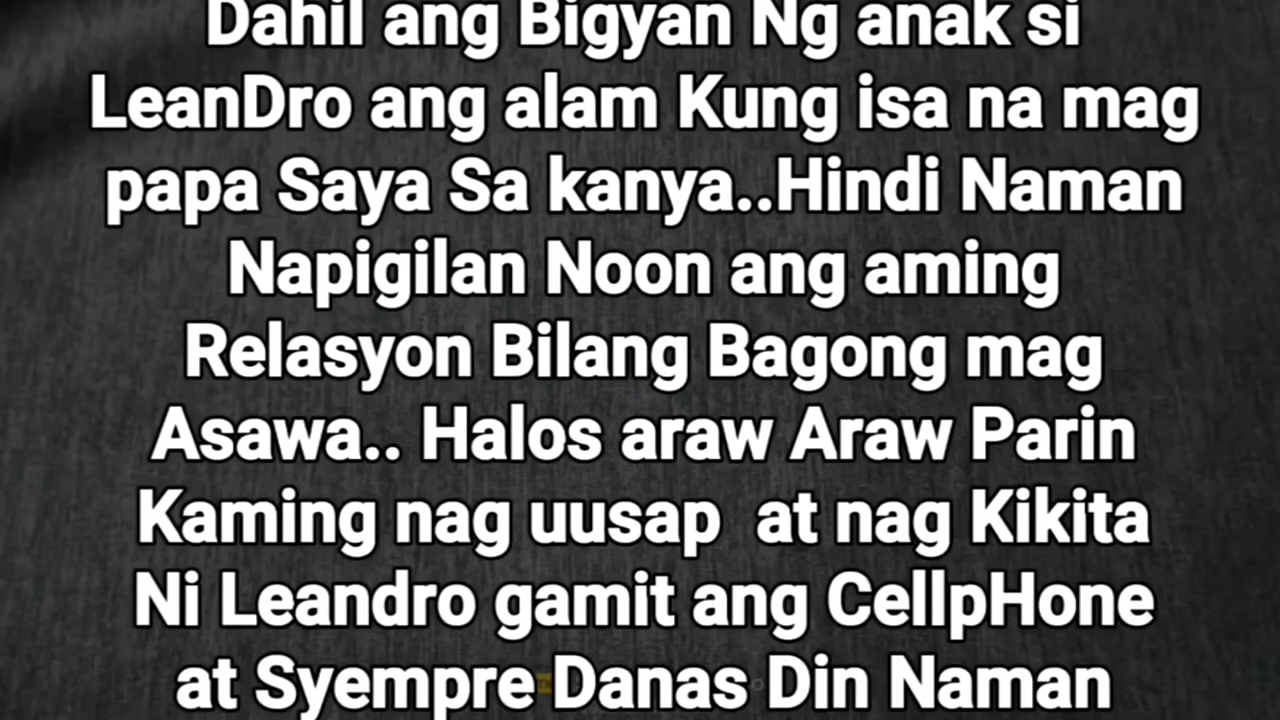 Dahil ang Bigyan Ng anak si
LeanDro ang alam Kung isa na mag
papa Saya Sa kanya..Hindi Naman
Napigilan Noon ang aming
Relasyon Bilang Bagong mag
Asawa.. Halos araw Araw Parin
Kaming nag uusap  at nag Kikita
Ni Leandro gamit ang CellpHone
at Syempre Danas Din Naman